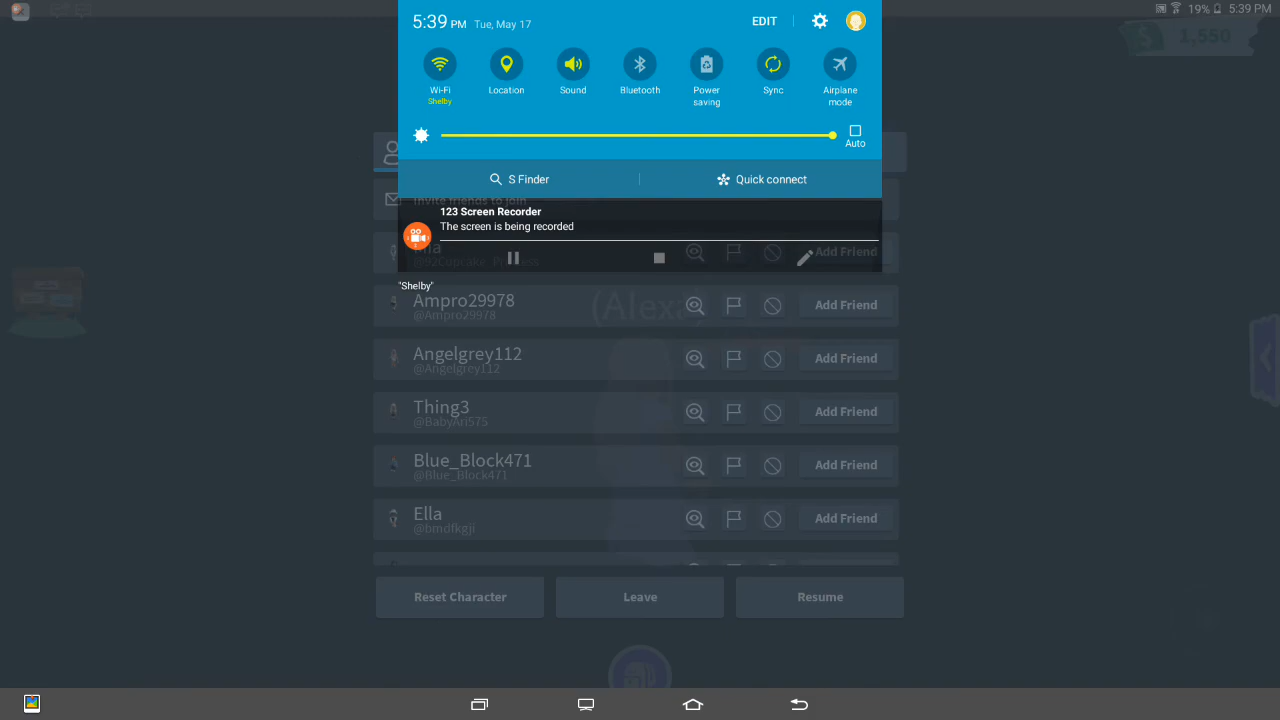 19% 5:39 PM
5:39 PM Tue, May 17 EDIT
1,550
Wi-Fi Location Sound Bluetooth Power saving Sync Airplane mode
Shelby
Auto
S Finder Quick connect
Invite friends to join
123 Screen Recorder
The screen is being recorded
Mia
Add Friend
"Shelby"
(Alexa)
Ampro29978
@Ampro29978
Add Friend
Angelgrey112
@Angelgrey112
Add Friend
Thing3
@BabyAri575
Add Friend
Blue_Block471
@Blue_Block471
Add Friend
Ella
@brndfkgji
Add Friend
Reset Character Leave Resume